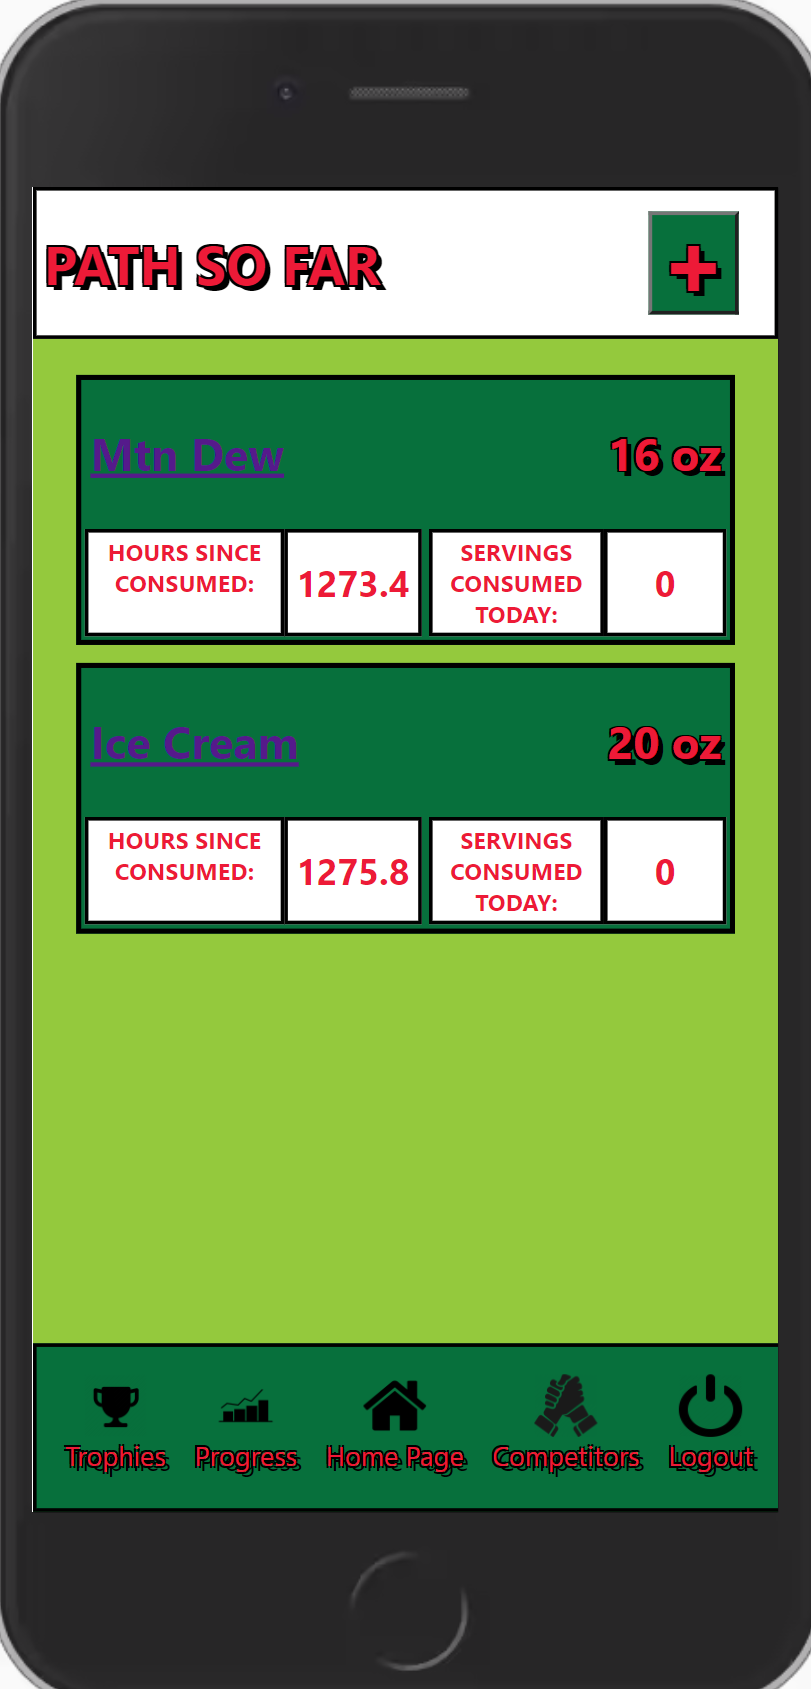 PATH SO FAR
+
Mtn Dew
16 oz
HOURS SINCE
CONSUMED:
1273.4
SERVINGS
CONSUMED
TODAY:
0
Ice Cream
20 oz
HOURS SINCE
CONSUMED:
1275.8
SERVINGS
CONSUMED
TODAY:
0
Trophies
Progress
Home Page
Competitors
Logout